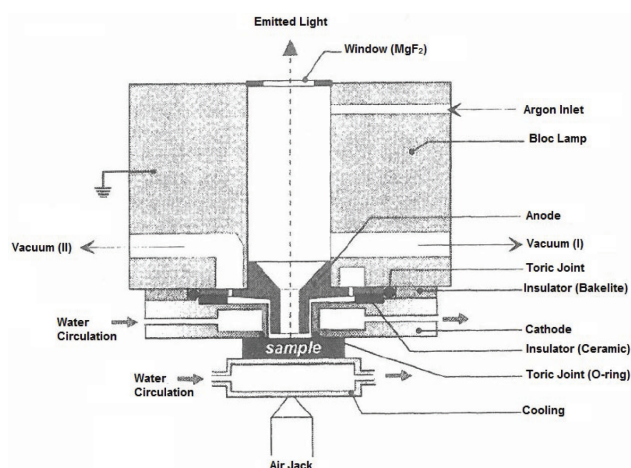 Emitted Light
Window (MgF₂)
Argon Inlet
Bloc Lamp
Anode
Vacuum (II)
Vacuum (I)
Toric Joint
Insulator (Bakelite)
Water
Circulation
Cathode
sample
Insulator (Ceramic)
Water
Circulation
Toric Joint (O-ring)
Cooling
Air Jack